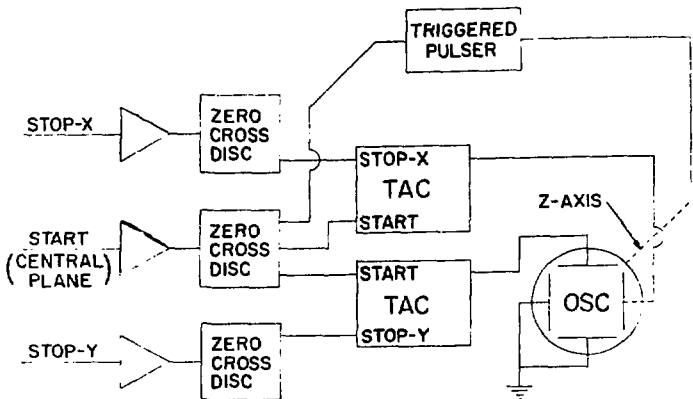 TRIGGERED
PULSER
STOP-X
ZERO
CROSS
DISC
STOP-X
TAC
START
Z-AXIS
START
(CENTRAL
PLANE)
ZERO
CROSS
DISC
START
TAC
STOP-Y
OSC
STOP-Y
ZERO
CROSS
DISC